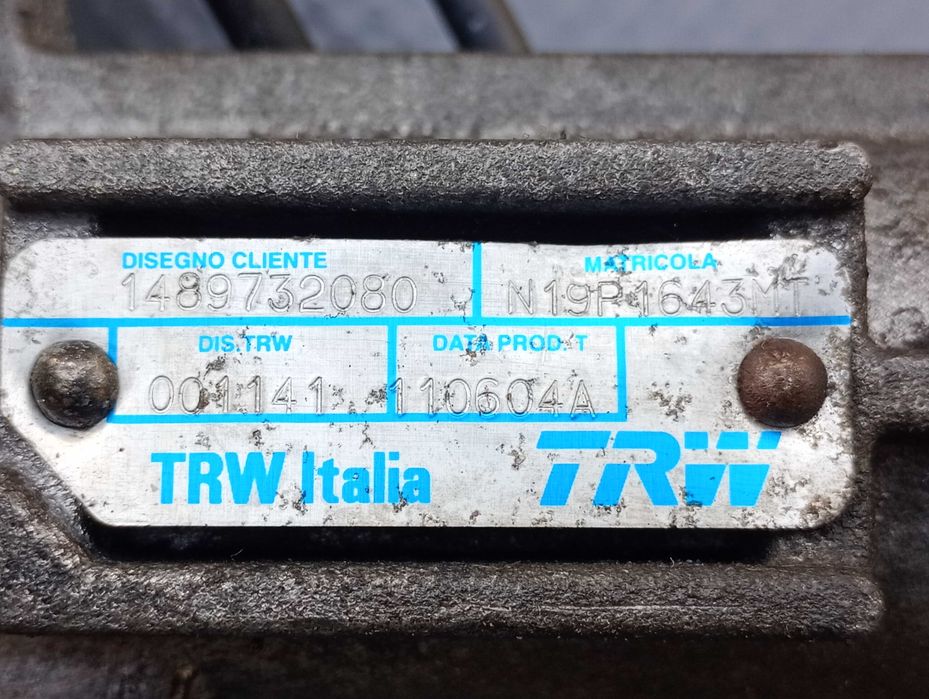 DISEGNO CLIENTE MATRICOLA
1489732080 N19P1643MT
DIS.TRW DATA PROD. T
001141 110604A
TRW Italia TRW